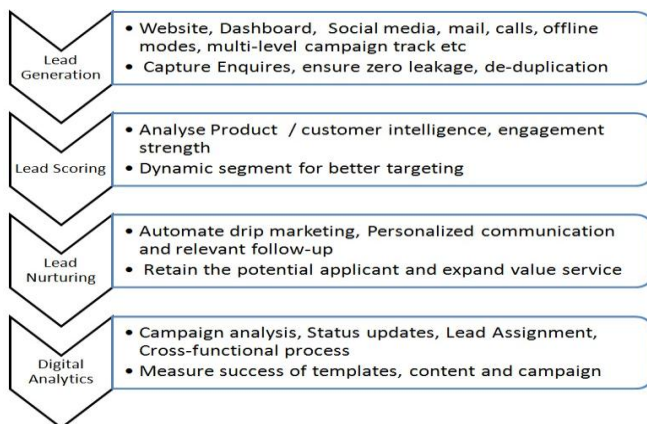 Lead
Generation
• Website, Dashboard, Social media, mail, calls, offline
modes, multi-level campaign track etc
• Capture Enquires, ensure zero leakage, de-duplication
Lead Scoring
• Analyse Product / customer intelligence, engagement
strength
• Dynamic segment for better targeting
Lead
Nurturing
• Automate drip marketing, Personalized communication
and relevant follow-up
• Retain the potential applicant and expand value service
Digital
Analytics
• Campaign analysis, Status updates, Lead Assignment,
Cross-functional process
• Measure success of templates, content and campaign